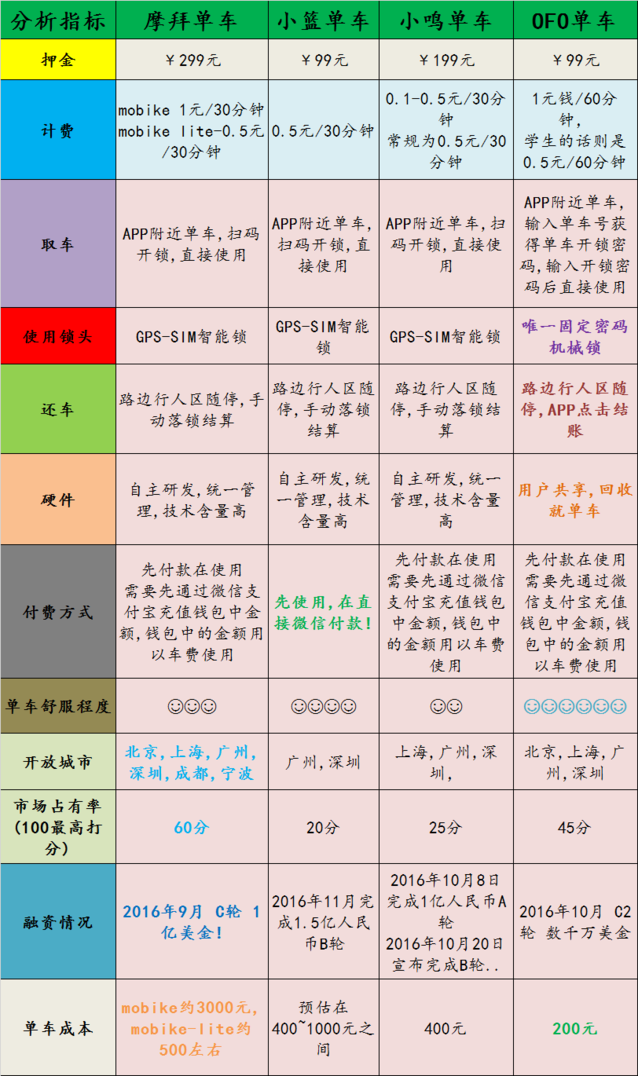 分析指标
摩拜单车
小篮单车
小鸣单车
OFO单车
押金
￥299元
￥99元
￥199元
￥99元
计费
mobike 1元/30分钟
mobike lite-0.5元
/30分钟
0.5元/30分钟
0.1-0.5元/30分
钟
常规为0.5元/30
分钟
1元钱/60分
钟,
学生的话则是
0.5元/60分钟
取车
APP附近单车,扫码
开锁,直接使用
APP附近单车,
扫码开锁,直
接使用
APP附近单车,扫
码开锁,直接使
用
APP附近单车,
输入单车号获
得单车开锁密
码,输入开锁密
码后直接使用
使用锁头
GPS-SIM智能锁
GPS-SIM智能
锁
GPS-SIM智能锁
唯一固定密码
机械锁
还车
路边行人区随停,手
动落锁结算
路边行人区随
停,手动落锁
结算
路边行人区随
停,手动落锁结
算
路边行人区随
停,APP点击结
账
硬件
自主研发,统一管
理,技术含量高
自主研发,统
一管理,技术
含量高
自主研发,统一
管理,技术含量
高
用户共享,回收
就单车
付费方式
先付款在使用
需要先通过微信支
付宝充值钱包中金
额,钱包中的金额用
以车费使用
先使用,在直
接微信付款!
先付款在使用
需要先通过微信
支付宝充值钱包
中金额,钱包中
的金额用以车费
使用
先付款在使用
需要先通过微
信支付宝充值
钱包中金额,钱
包中的金额用
以车费使用
单车舒服程度
☺☺☺
☺☺☺☺
☺☺
☺☺☺☺☺☺
开放城市
北京,上海,广州,
深圳,成都,宁波
广州,深圳
上海,广州,深
圳,
北京,上海,广
州,深圳
市场占有率
(100最高打
分)
60分
20分
25分
45分
融资情况
2016年9月 C轮 1
亿美金!
2016年11月完
成1.5亿人民
币B轮
2016年10月8日
完成1亿人民币A
轮
2016年10月20日
宣布完成B轮..
2016年10月 C2
轮 数千万美金
单车成本
mobike约3000元,
mobike-lite约
500左右
预估在
400~1000元之
间
400元
200元